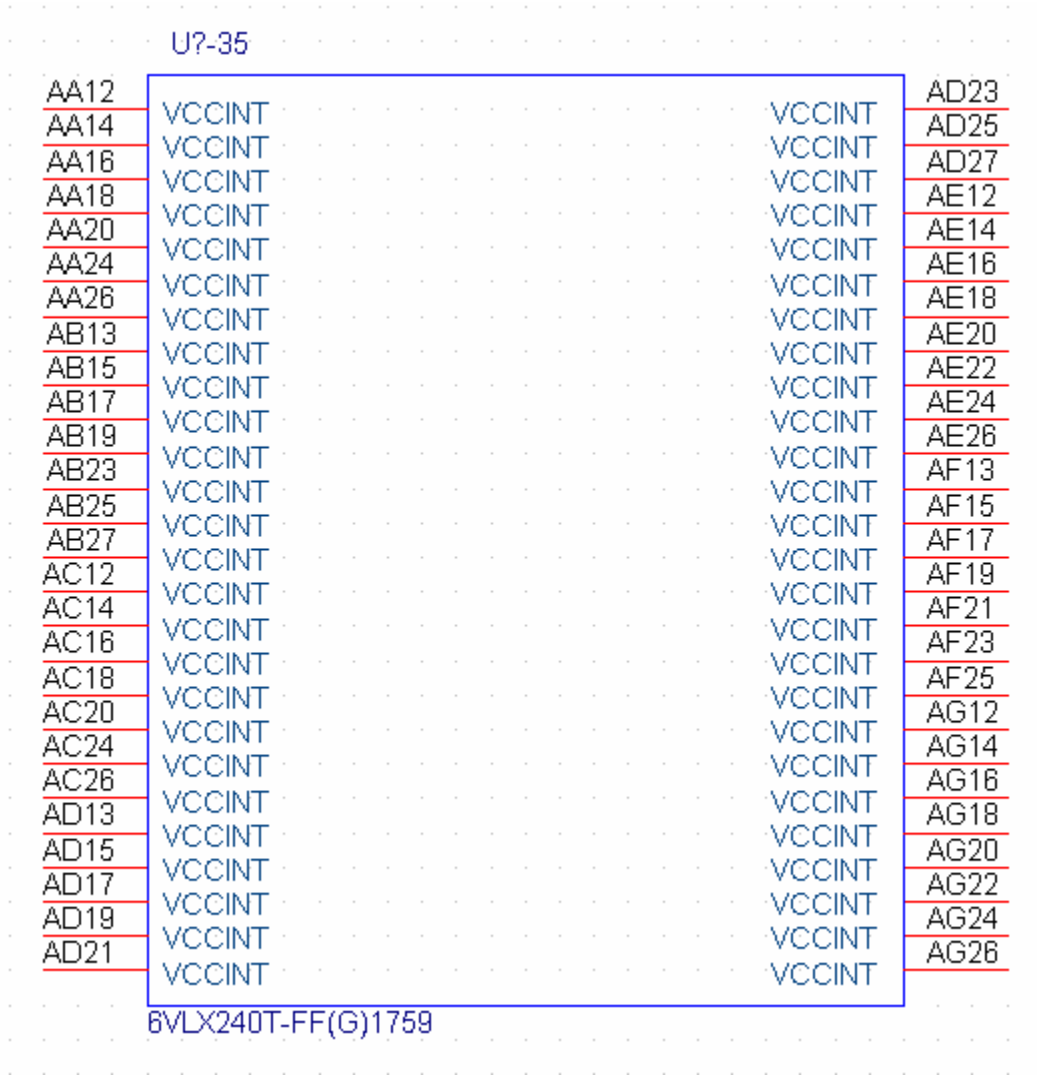 U?-35
AA12 VCCINT VCCINT AD23
AA14 VCCINT VCCINT AD25
AA16 VCCINT VCCINT AD27
AA18 VCCINT VCCINT AE12
AA20 VCCINT VCCINT AE14
AA24 VCCINT VCCINT AE16
AA26 VCCINT VCCINT AE18
AB13 VCCINT VCCINT AE20
AB15 VCCINT VCCINT AE22
AB17 VCCINT VCCINT AE24
AB19 VCCINT VCCINT AE26
AB23 VCCINT VCCINT AF13
AB25 VCCINT VCCINT AF15
AB27 VCCINT VCCINT AF17
AC12 VCCINT VCCINT AF19
AC14 VCCINT VCCINT AF21
AC16 VCCINT VCCINT AF23
AC18 VCCINT VCCINT AF25
AC20 VCCINT VCCINT AG12
AC24 VCCINT VCCINT AG14
AC26 VCCINT VCCINT AG16
AD13 VCCINT VCCINT AG18
AD15 VCCINT VCCINT AG20
AD17 VCCINT VCCINT AG22
AD19 VCCINT VCCINT AG24
AD21 VCCINT VCCINT AG26
6VLX240T-FF(G)1759